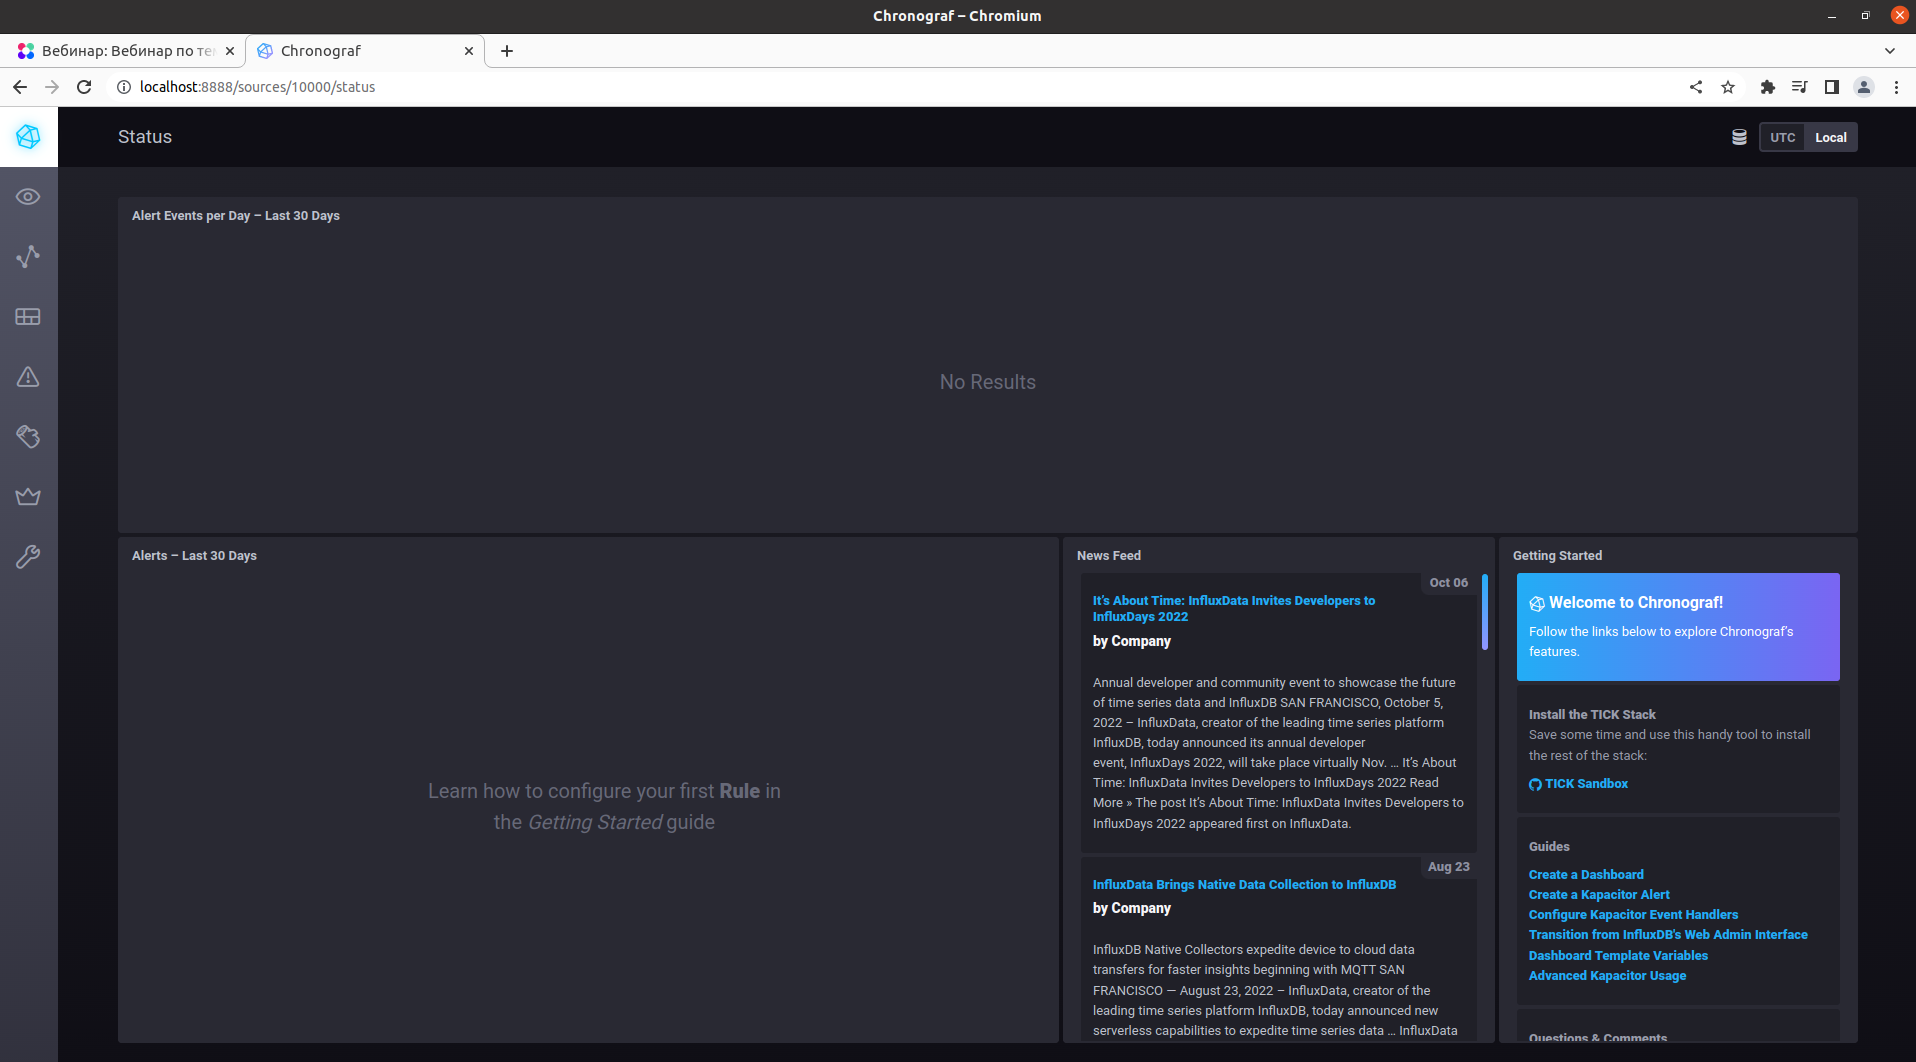 Chronograf – Chromium
Вебинар: Вебинар по те
Chronograf
localhost:8888/sources/10000/status
Status
UTC
Local
Alert Events per Day – Last 30 Days
No Results
Alerts – Last 30 Days
Learn how to configure your first Rule in
the Getting Started guide
News Feed
Oct 06
It's About Time: InfluxData Invites Developers to
InfluxDays 2022
by Company
Annual developer and community event to showcase the future
of time series data and InfluxDB SAN FRANCISCO, October 5,
2022 – InfluxData, creator of the leading time series platform
InfluxDB, today announced its annual developer
event, InfluxDays 2022, will take place virtually Nov. … It's About
Time: InfluxData Invites Developers to InfluxDays 2022 Read
More » The post It's About Time: InfluxData Invites Developers to
InfluxDays 2022 appeared first on InfluxData.
Aug 23
InfluxData Brings Native Data Collection to InfluxDB
by Company
InfluxDB Native Collectors expedite device to cloud data
transfers for faster insights beginning with MQTT SAN
FRANCISCO — August 23, 2022 – InfluxData, creator of the
leading time series platform InfluxDB, today announced new
serverless capabilities to expedite time series data … InfluxData
Getting Started
Welcome to Chronograf!
Follow the links below to explore Chronograf's
features.
Install the TICK Stack
Save some time and use this handy tool to install
the rest of the stack:
TICK Sandbox
Guides
Create a Dashboard
Create a Kapacitor Alert
Configure Kapacitor Event Handlers
Transition from InfluxDB's Web Admin Interface
Dashboard Template Variables
Advanced Kapacitor Usage
Questions & Comments